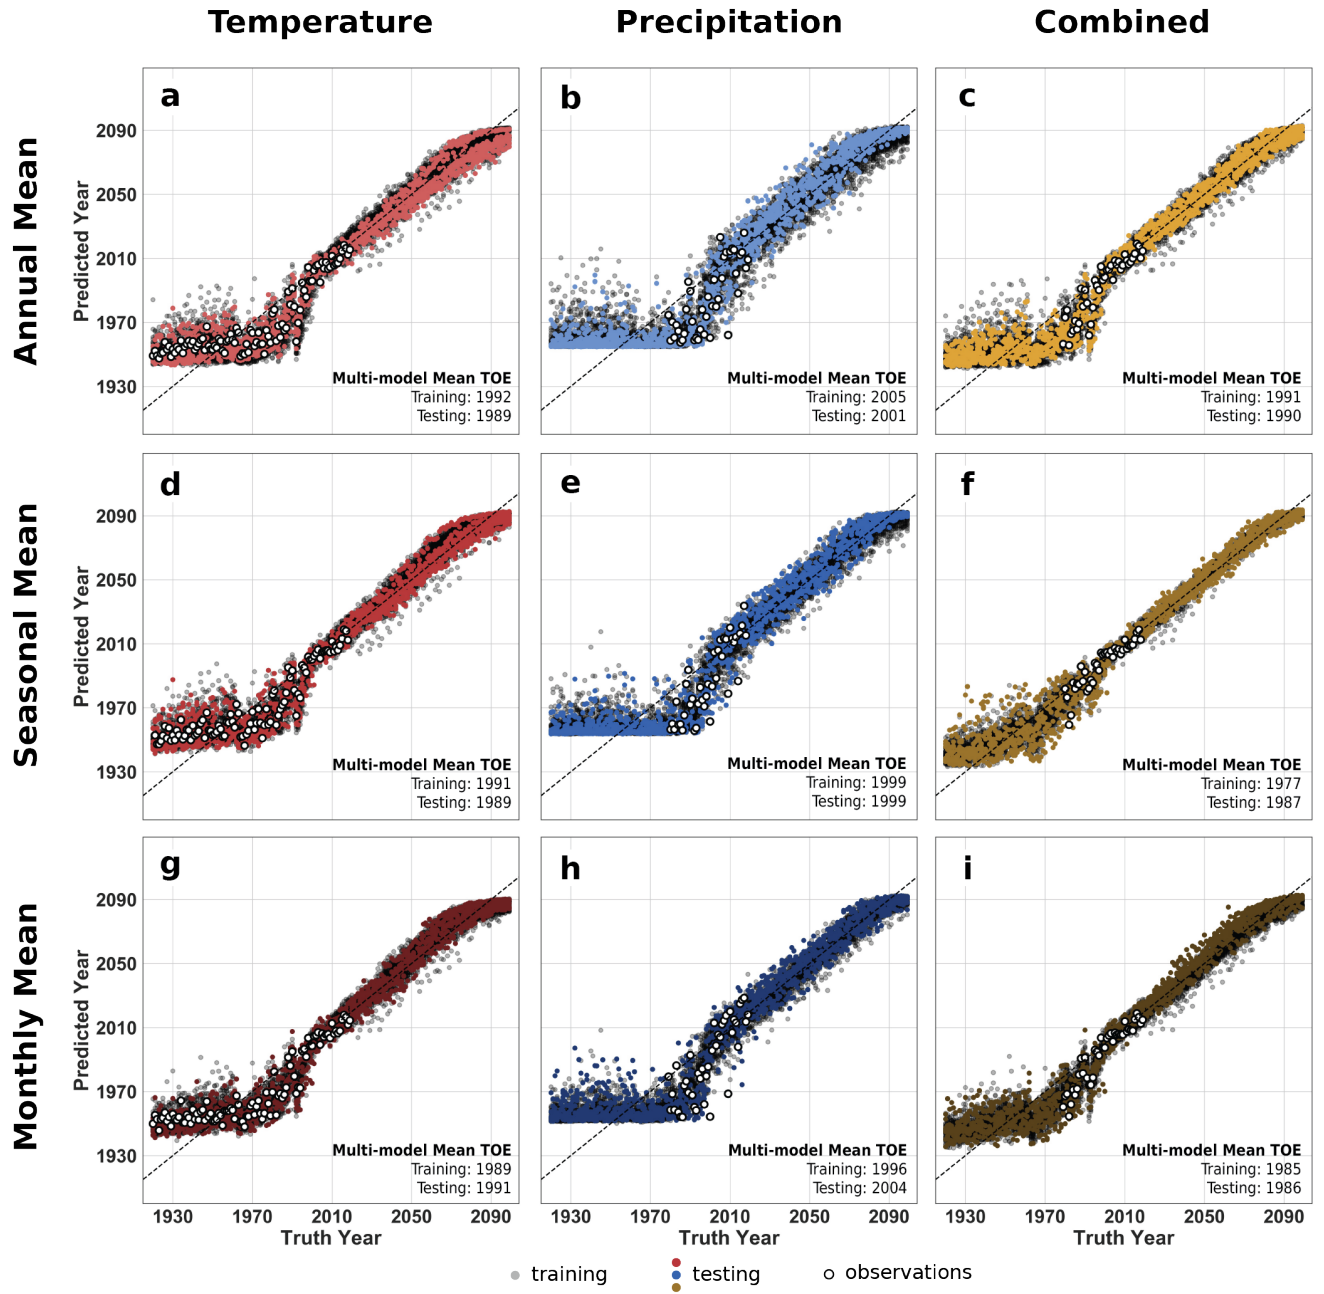 Temperature
Precipitation
Combined
Annual Mean
Predicted Year
2090
2050
2010
1970
1930
a
Multi-model Mean TOE
Training: 1992
Testing: 1989
b
Multi-model Mean TOE
Training: 2005
Testing: 2001
c
Multi-model Mean TOE
Training: 1991
Testing: 1990
Seasonal Mean
Predicted Year
2090
2050
2010
1970
1930
d
Multi-model Mean TOE
Training: 1991
Testing: 1989
e
Multi-model Mean TOE
Training: 1999
Testing: 1999
f
Multi-model Mean TOE
Training: 1977
Testing: 1987
Monthly Mean
Predicted Year
2090
2050
2010
1970
1930
g
Multi-model Mean TOE
Training: 1989
Testing: 1991
h
Multi-model Mean TOE
Training: 1996
Testing: 2004
i
Multi-model Mean TOE
Training: 1985
Testing: 1986
1930 1970 2010 2050 2090
Truth Year
1930 1970 2010 2050 2090
Truth Year
1930 1970 2010 2050 2090
Truth Year
training
testing
observations